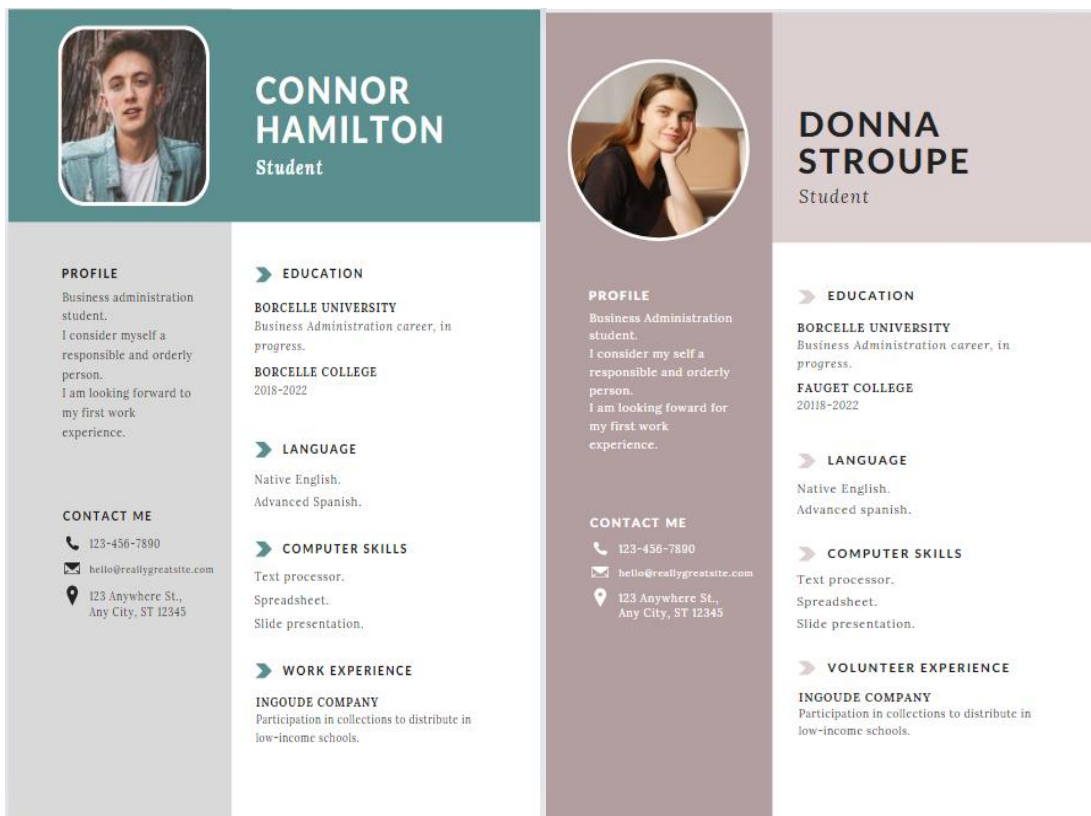 CONNOR
HAMILTON
Student
PROFILE
Business administration
student.
I consider myself a
responsible and orderly
person.
I am looking forward to
my first work
experience.
CONTACT ME
123-456-7890
hello@reallygreatsite.com
123 Anywhere St.,
Any City, ST 12345
EDUCATION
BORCELLE UNIVERSITY
Business Administration career, in
progress.
BORCELLE COLLEGE
2018-2022
LANGUAGE
Native English.
Advanced Spanish.
COMPUTER SKILLS
Text processor.
Spreadsheet.
Slide presentation.
WORK EXPERIENCE
INGOUDE COMPANY
Participation in collections to distribute in
low-income schools.
DONNA
STROUPE
Student
PROFILE
Business Administration
student.
I consider my self a
responsible and orderly
person.
I am looking foward for
my first work
experience.
CONTACT ME
123-456-7890
hello@reallygreatsite.com
123 Anywhere St.,
Any City, ST 12345
EDUCATION
BORCELLE UNIVERSITY
Business Administration career, in
progress.
FAUGET COLLEGE
20118-2022
LANGUAGE
Native English.
Advanced spanish.
COMPUTER SKILLS
Text processor.
Spreadsheet.
Slide presentation.
VOLUNTEER EXPERIENCE
INGOUDE COMPANY
Participation in collections to distribute in
low-income schools.